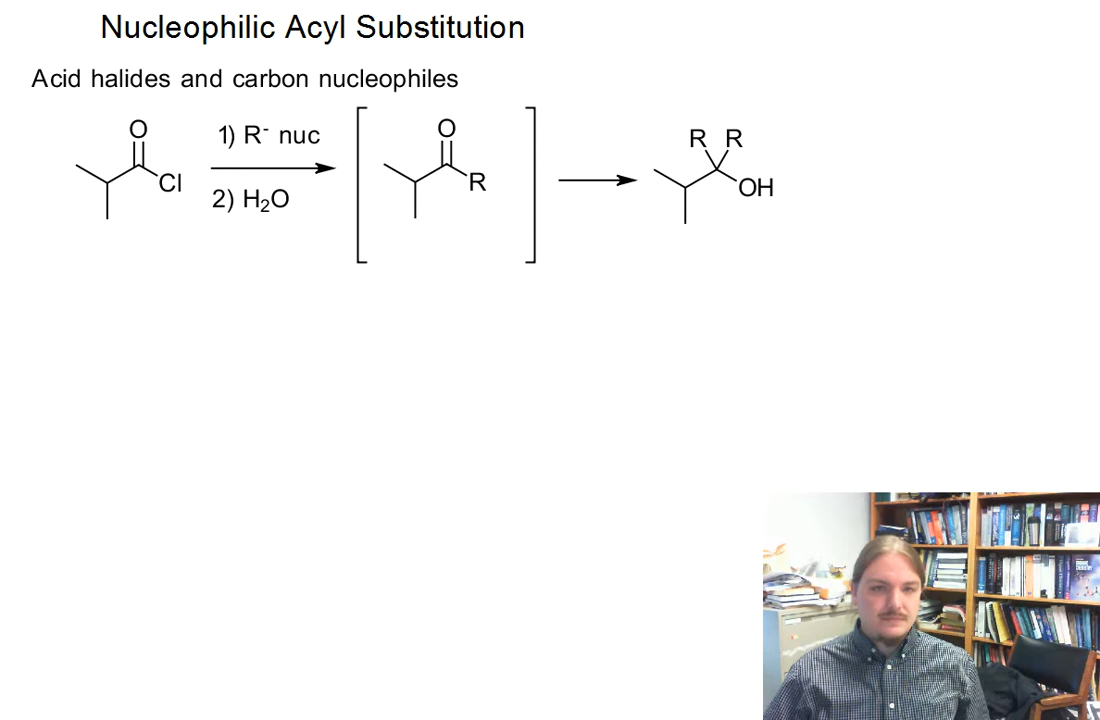 Nucleophilic Acyl Substitution
Acid halides and carbon nucleophiles
O
Cl
1) R⁻ nuc
2) H₂O
O
R
R R
OH